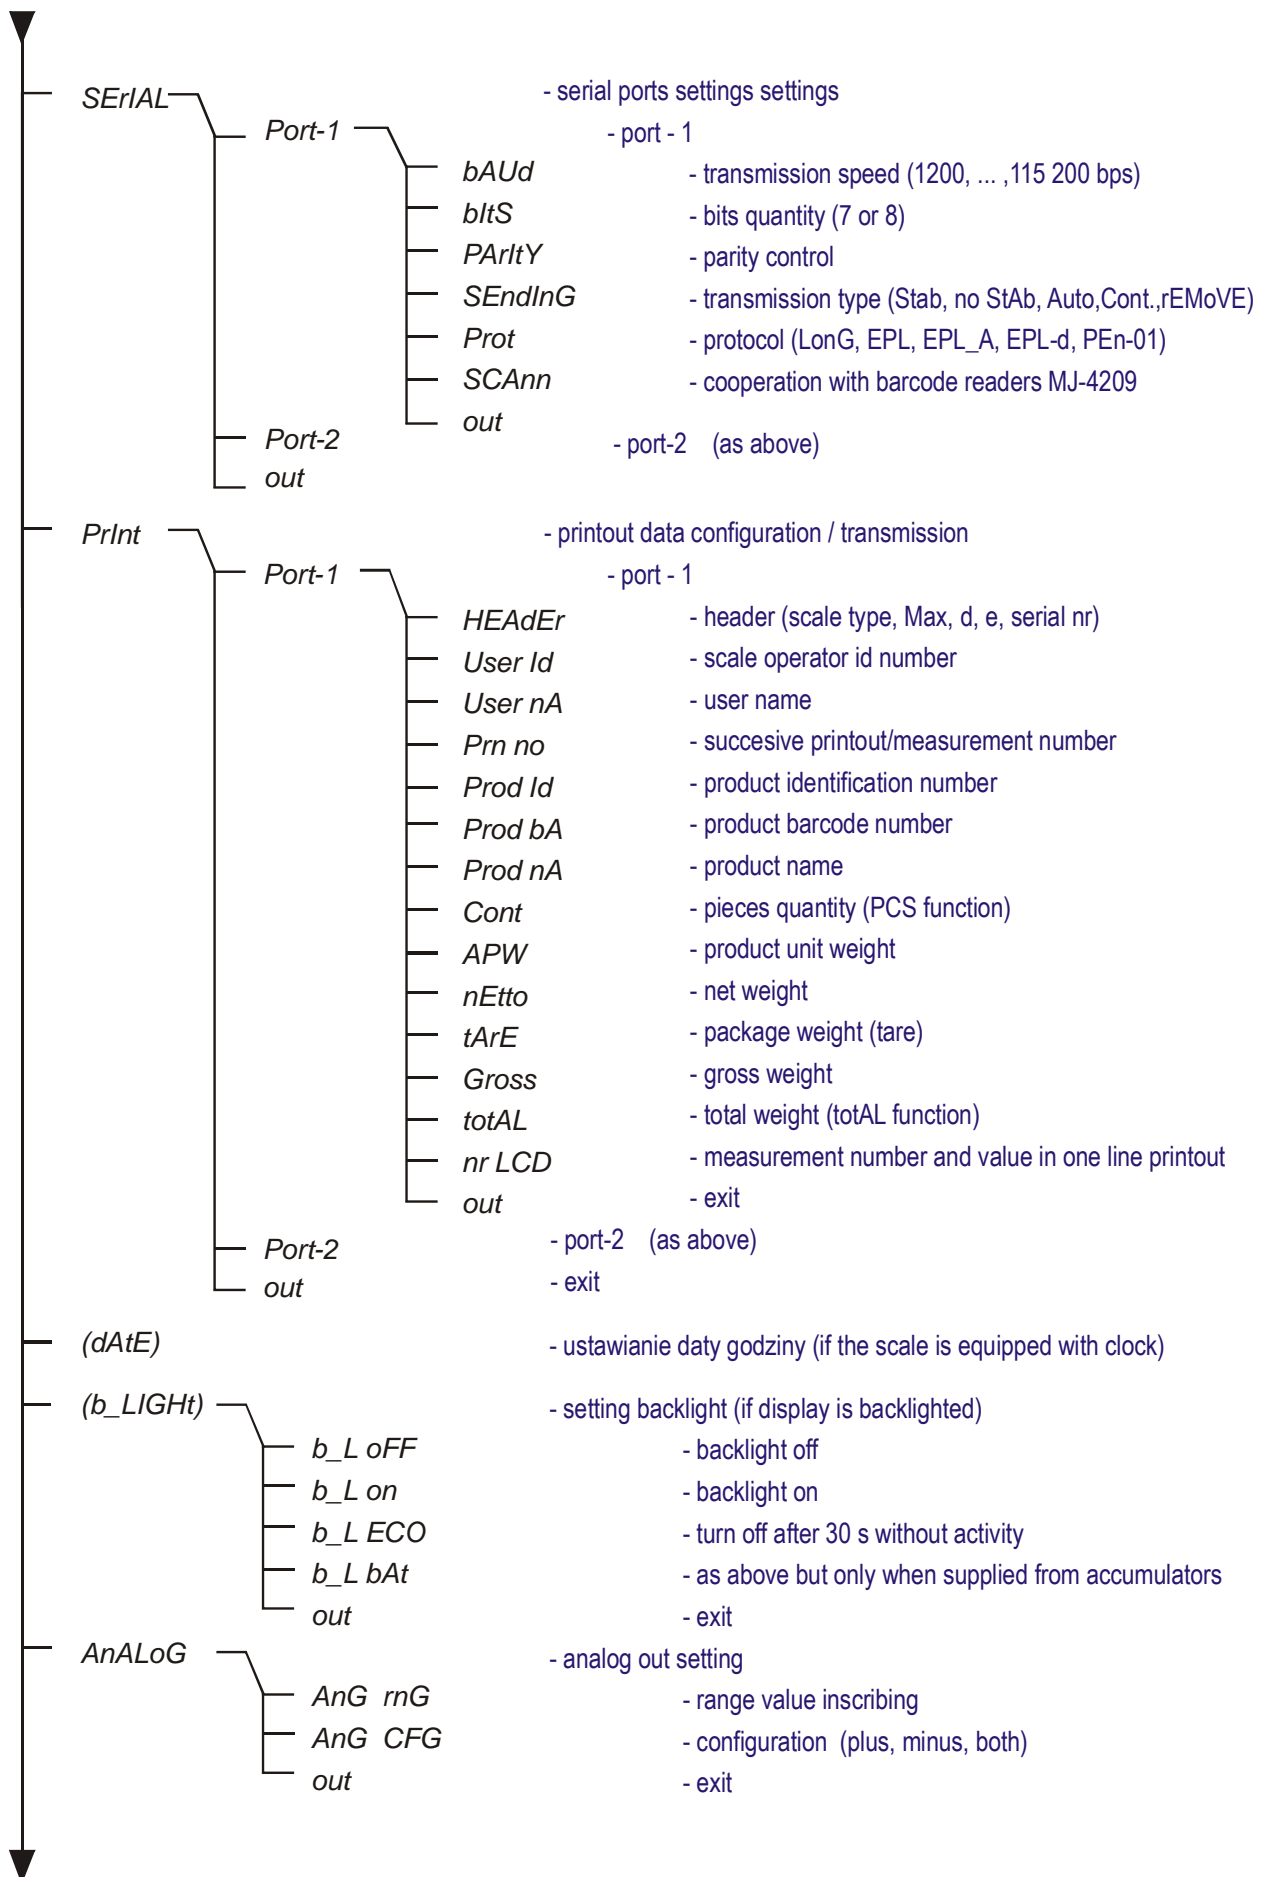 SErIAL - serial ports settings settings
Port-1 - port - 1
bAUd - transmission speed (1200, ... ,115 200 bps)
bItS - bits quantity (7 or 8)
PArItY - parity control
SEndInG - transmission type (Stab, no StAb, Auto,Cont.,rEMoVE)
Prot - protocol (LonG, EPL, EPL_A, EPL-d, PEn-01)
SCAnn - cooperation with barcode readers MJ-4209
out
Port-2 - port-2 (as above)
out
PrInt - printout data configuration / transmission
Port-1 - port - 1
HEAdEr - header (scale type, Max, d, e, serial nr)
User Id - scale operator id number
User nA - user name
Prn no - succesive printout/measurement number
Prod Id - product identification number
Prod bA - product barcode number
Prod nA - product name
Cont - pieces quantity (PCS function)
APW - product unit weight
nEtto - net weight
tArE - package weight (tare)
Gross - gross weight
totAL - total weight (totAL function)
nr LCD - measurement number and value in one line printout
out - exit
Port-2 - port-2 (as above)
out - exit
(dAtE) - ustawianie daty godziny (if the scale is equipped with clock)
(b_LIGHt) - setting backlight (if display is backlighted)
b_L oFF - backlight off
b_L on - backlight on
b_L ECO - turn off after 30 s without activity
b_L bAt - as above but only when supplied from accumulators
out - exit
AnALoG - analog out setting
AnG rnG - range value inscribing
AnG CFG - configuration (plus, minus, both)
out - exit